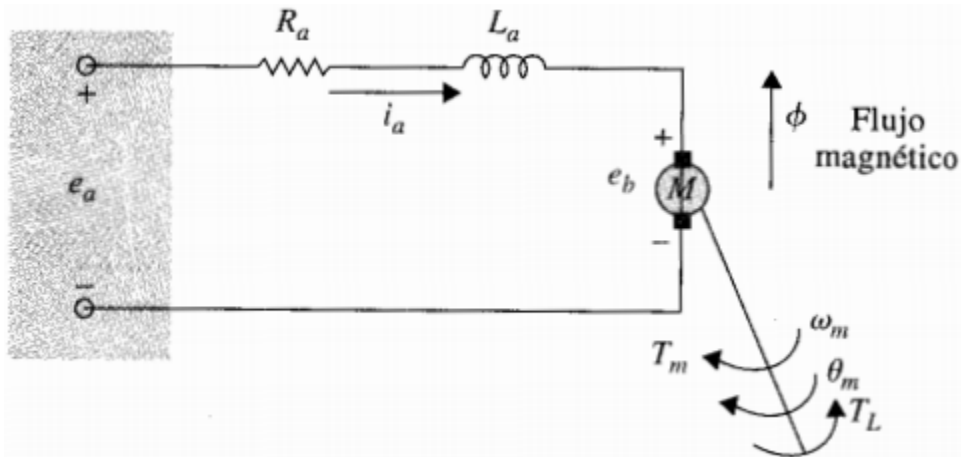 R_a
L_a
+
i_a
e_a
−
+
e_b
M
−
ϕ
Flujo
magnético
T_m
ω_m
θ_m
T_L